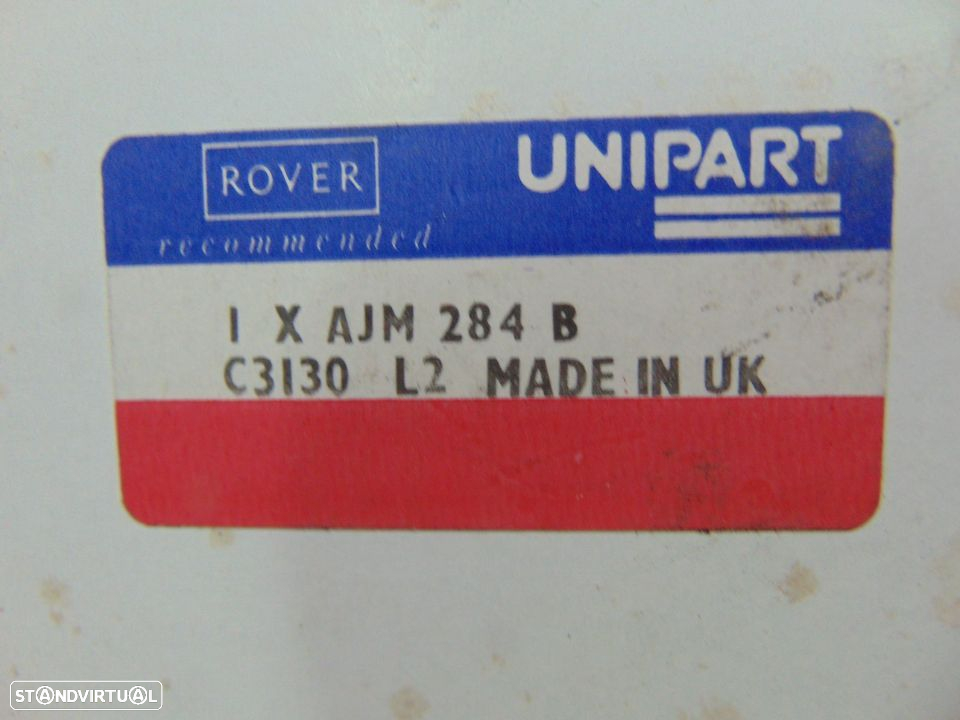 ROVER
recommended
UNIPART
1 X AJM 284 B
C3130 L2 MADE IN UK
STANDVIRTUAL